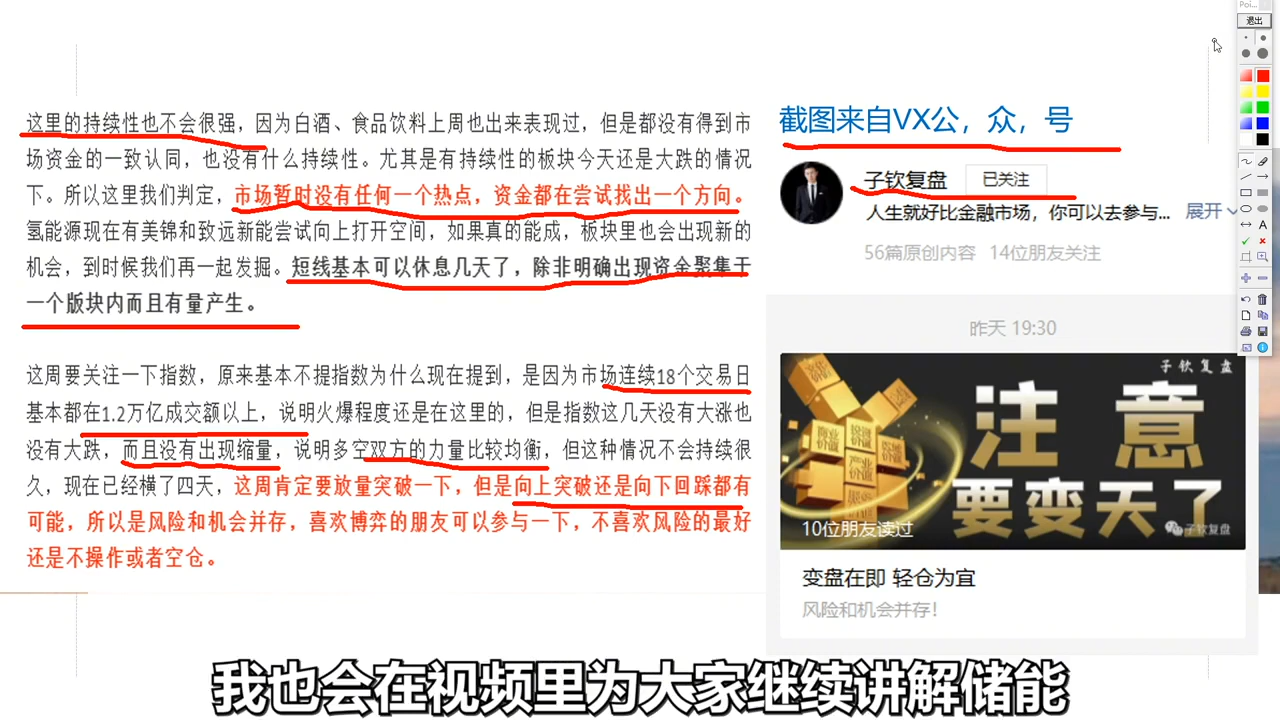 这里的持续性也不会很强，因为白酒、食品饮料上周也出来表现过，但是都没有得到市
场资金的一致认同，也没有什么持续性。尤其是有持续性的板块今天还是大跌的情况
下。所以这里我们判定，市场暂时没有任何一个热点，资金都在尝试找出一个方向。
氢能源现在有美锦和致远新能尝试向上打开空间，如果真的能成，板块里也会出现新的
机会，到时候我们再一起发掘。短线基本可以休息几天了，除非明确出现资金聚集于
一个版块内而且有量产生。
这周要关注一下指数，原来基本不提指数为什么现在提到，是因为市场连续18个交易日
基本都在1.2万亿成交额以上，说明火爆程度还是在这里的，但是指数这几天没有大涨也
没有大跌，而且没有出现缩量，说明多空双方的力量比较均衡，但这种情况不会持续很
久，现在已经横了四天，这周肯定要放量突破一下，但是向上突破还是向下回踩都有
可能，所以是风险和机会并存，喜欢博弈的朋友可以参与一下，不喜欢风险的最好
还是不操作或者空仓。
截图来自VX公，众，号
子钦复盘 已关注
人生就好比金融市场，你可以去参与... 展开
56篇原创内容 14位朋友关注
昨天 19:30
子钦复盘
注意
要变天了
商业价值
产业价值
10位朋友读过
子钦复盘
变盘在即 轻仓为宜
风险和机会并存！
Poi...
退出
A
我也会在视频里为大家继续讲解储能